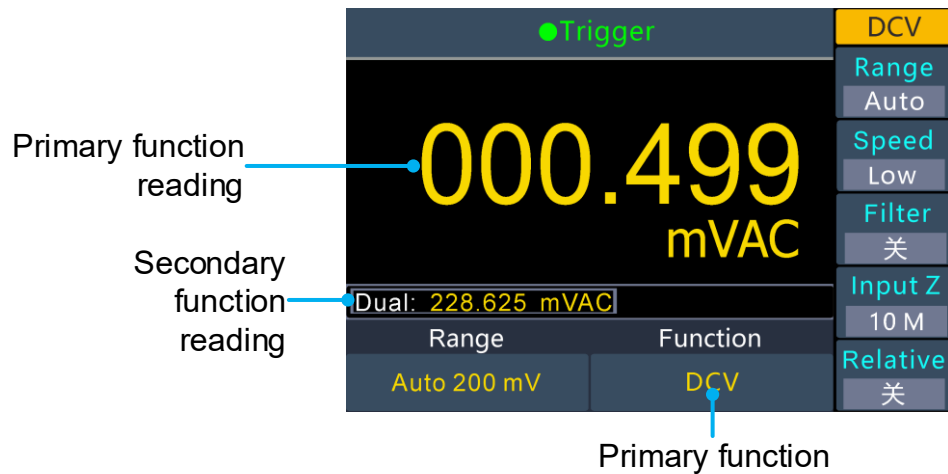 Trigger
DCV
Range
Auto
Speed
Low
Filter
关
Input Z
10 M
Relative
关
Primary function
reading
000.499
mVAC
Secondary
function
reading
Dual: 228.625 mVAC
Range
Function
Auto 200 mV
DCV
Primary function